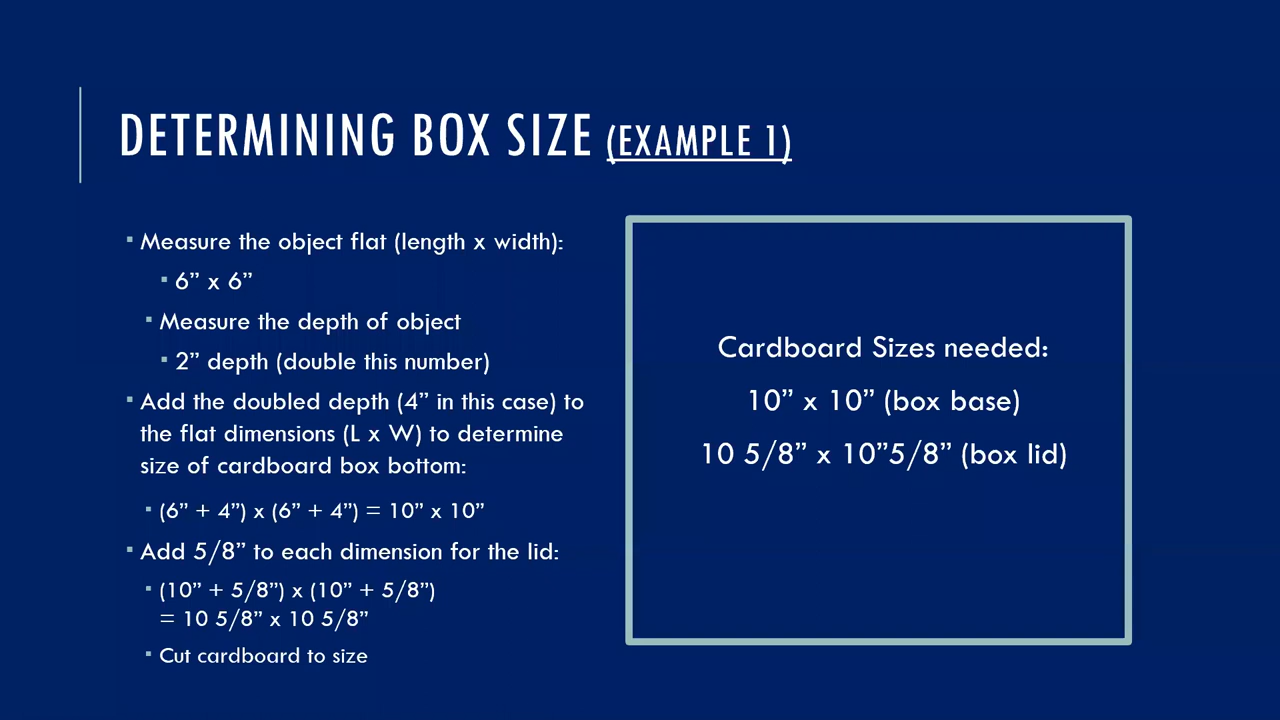 DETERMINING BOX SIZE (EXAMPLE 1)
▪ Measure the object flat (length x width):
▪ 6” x 6”
▪ Measure the depth of object
▪ 2” depth (double this number)
▪ Add the doubled depth (4” in this case) to
the flat dimensions (L x W) to determine
size of cardboard box bottom:
▪ (6” + 4”) x (6” + 4”) = 10” x 10”
▪ Add 5/8” to each dimension for the lid:
▪ (10” + 5/8”) x (10” + 5/8”)
= 10 5/8” x 10 5/8”
▪ Cut cardboard to size
Cardboard Sizes needed:
10” x 10” (box base)
10 5/8” x 10”5/8” (box lid)